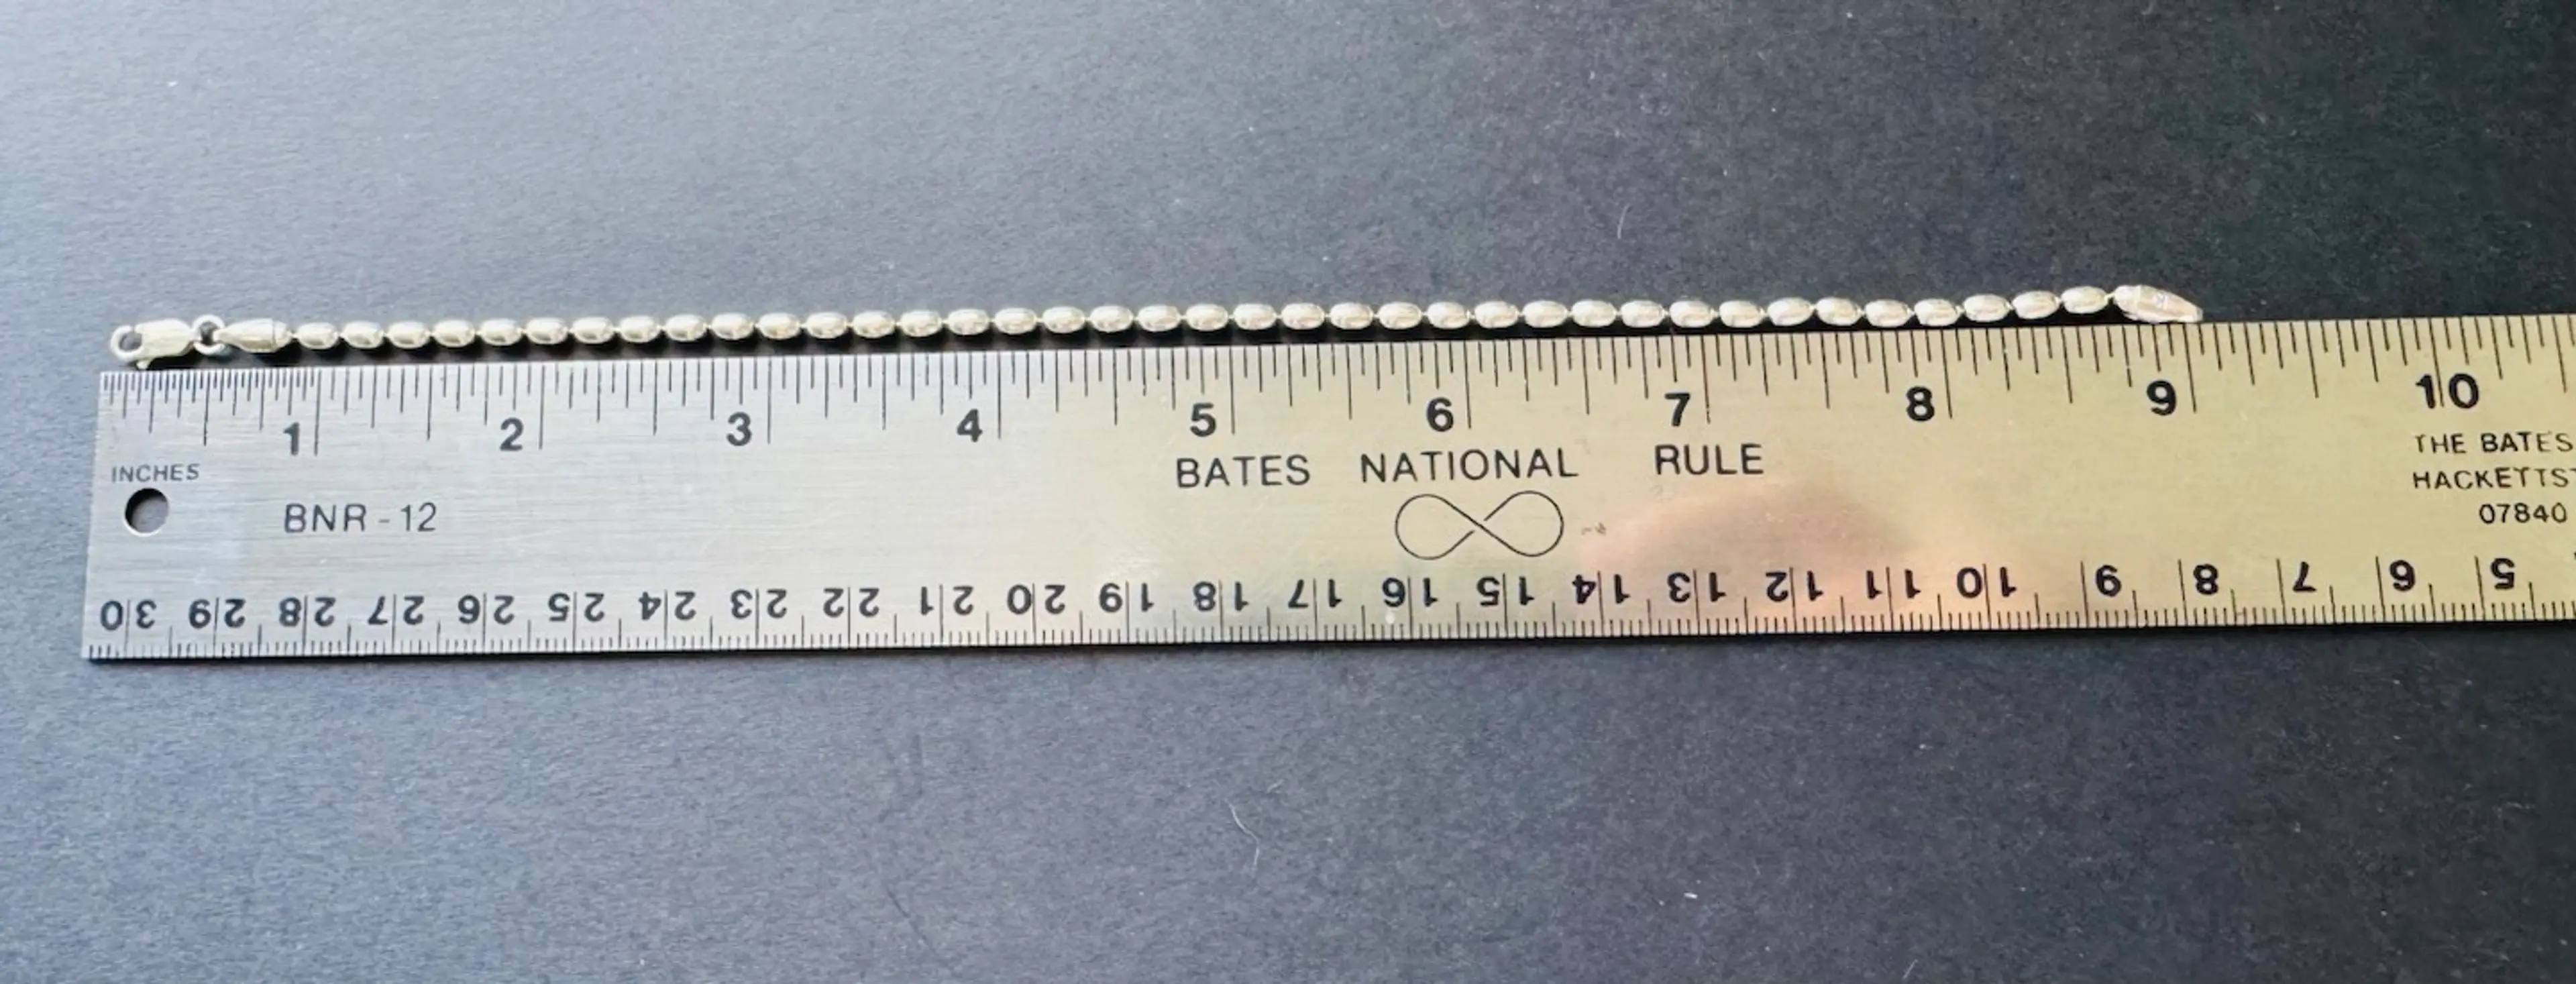 1 2 3 4 5 6 7 8 9 10
INCHES
BNR-12
BATES NATIONAL RULE
THE BATES
HACKETTST
07840
30 29 28 27 26 25 24 23 22 21 20 19 18 17 16 15 14 13 12 11 10 9 8 7 6 5